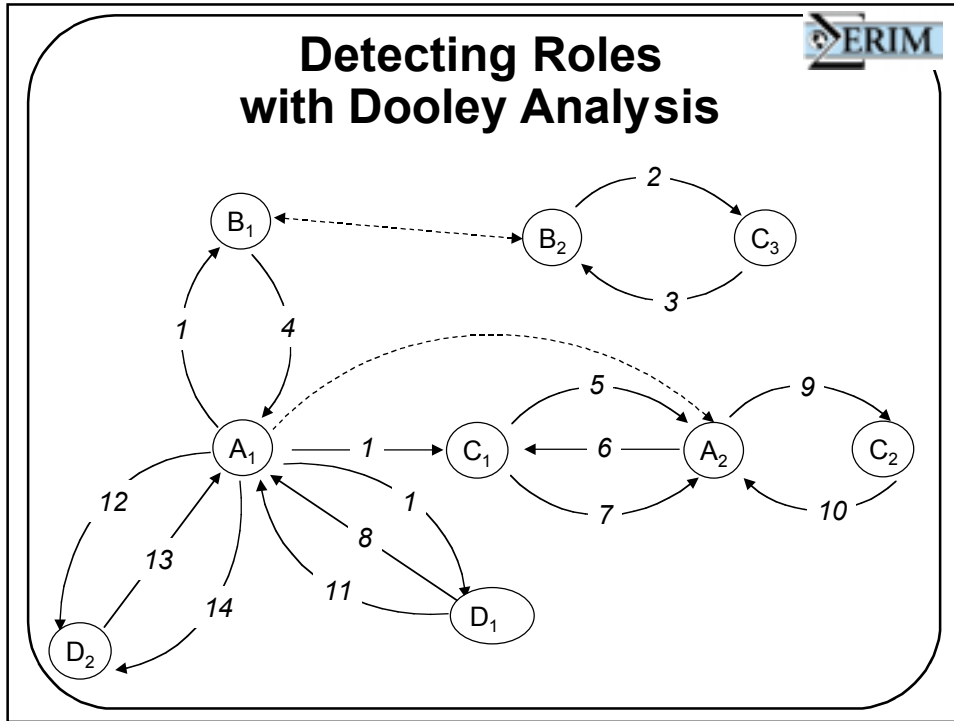 Detecting Roles
with Dooley Analysis
ERIM
B₁
B₂
2
C₃
3
1
4
A₁
1
C₁
5
6
7
A₂
9
C₂
10
12
13
14
1
8
11
D₁
D₂